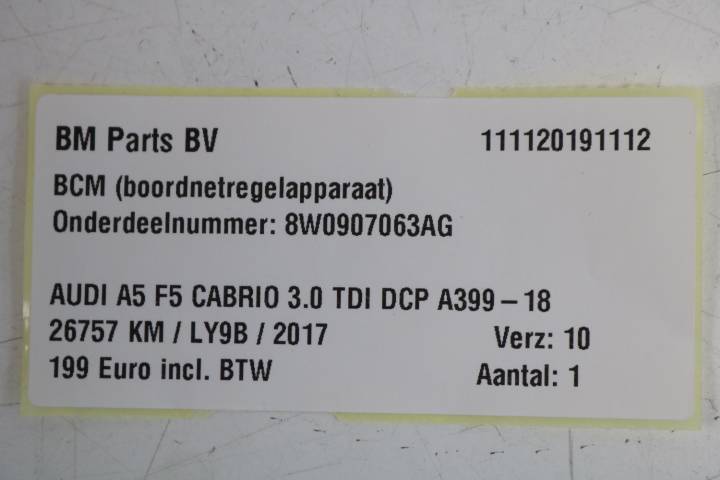 BM Parts BV 111120191112
BCM (boordnetregelapparaat)
Onderdeelnummer: 8W0907063AG
AUDI A5 F5 CABRIO 3.0 TDI DCP A399 – 18
26757 KM / LY9B / 2017 Verz: 10
199 Euro incl. BTW Aantal: 1